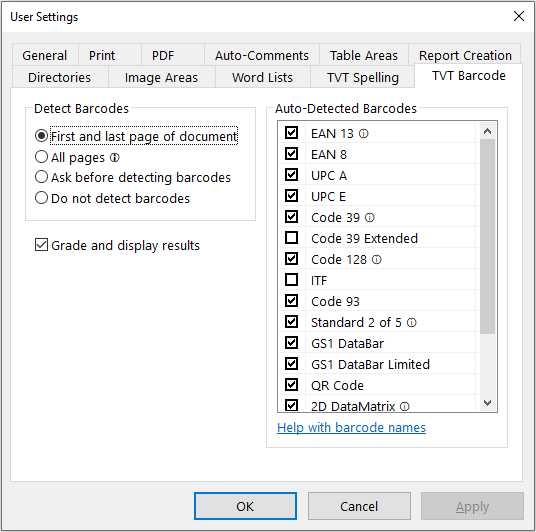 User Settings
General Print PDF Auto-Comments Table Areas Report Creation
Directories Image Areas Word Lists TVT Spelling TVT Barcode
Detect Barcodes
First and last page of document
All pages
Ask before detecting barcodes
Do not detect barcodes
Grade and display results
Auto-Detected Barcodes
EAN 13
EAN 8
UPC A
UPC E
Code 39
Code 39 Extended
Code 128
ITF
Code 93
Standard 2 of 5
GS1 DataBar
GS1 DataBar Limited
QR Code
2D DataMatrix
Help with barcode names
OK Cancel Apply